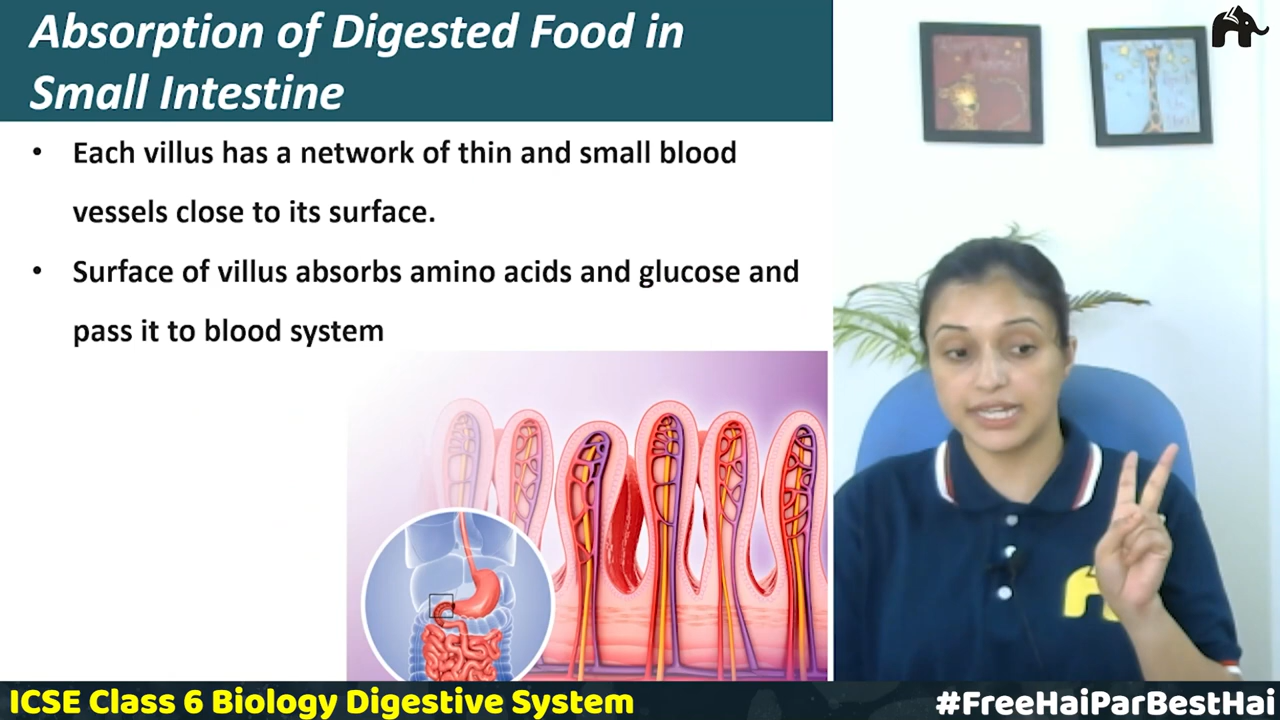 Absorption of Digested Food in
Small Intestine
• Each villus has a network of thin and small blood
vessels close to its surface.
• Surface of villus absorbs amino acids and glucose and
pass it to blood system
ICSE Class 6 Biology Digestive System
#FreeHaiParBestHai